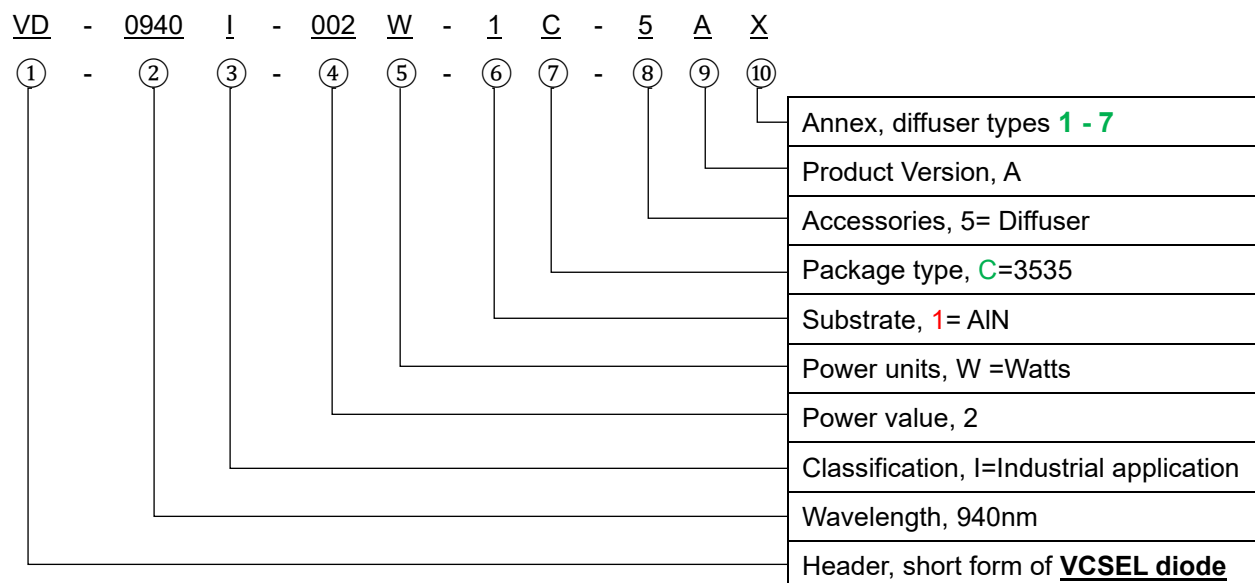 VD - 0940 I - 002 W - 1 C - 5 A X
① - ② ③ - ④ ⑤ - ⑥ ⑦ - ⑧ ⑨ ⑩
Annex, diffuser types 1 - 7
Product Version, A
Accessories, 5= Diffuser
Package type, C=3535
Substrate, 1= AlN
Power units, W =Watts
Power value, 2
Classification, I=Industrial application
Wavelength, 940nm
Header, short form of VCSEL diode